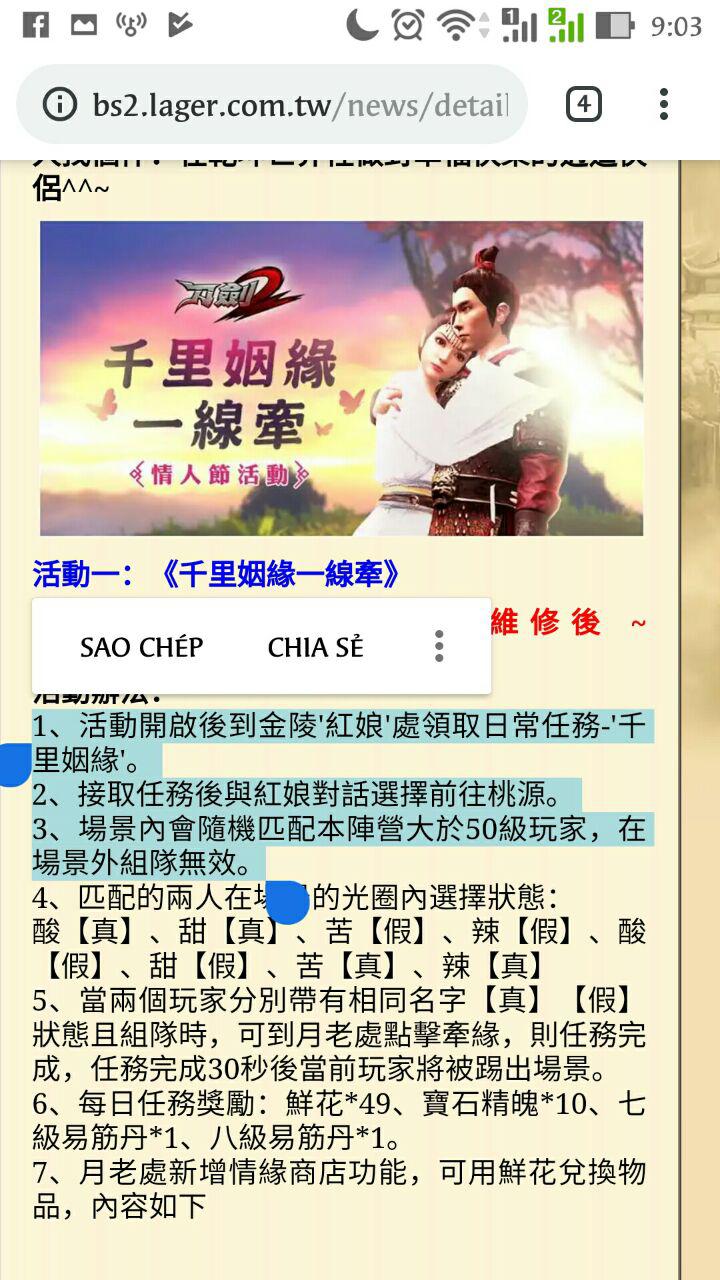 1
2
9:03
bs2.lager.com.tw/news/detail
4
侶^^~
刃劍2
千里姻緣
一線牽
情人節活動
活動一：《千里姻緣一線牽》
維修後 ~
SAO CHÉP CHIA SẺ
活動辦法：
1、活動開啟後到金陵'紅娘'處領取日常任務-'千
里姻緣'。
2、接取任務後與紅娘對話選擇前往桃源。
3、場景內會隨機匹配本陣營大於50級玩家，在
場景外組隊無效。
4、匹配的兩人在場的光圈內選擇狀態：
酸【真】、甜【真】、苦【假】、辣【假】、酸
【假】、甜【假】、苦【真】、辣【真】
5、當兩個玩家分別帶有相同名字【真】【假】
狀態且組隊時，可到月老處點擊牽緣，則任務完
成，任務完成30秒後當前玩家將被踢出場景。
6、每日任務獎勵：鮮花*49、寶石精魄*10、七
級易筋丹*1、八級易筋丹*1。
7、月老處新增情緣商店功能，可用鮮花兌換物
品，內容如下